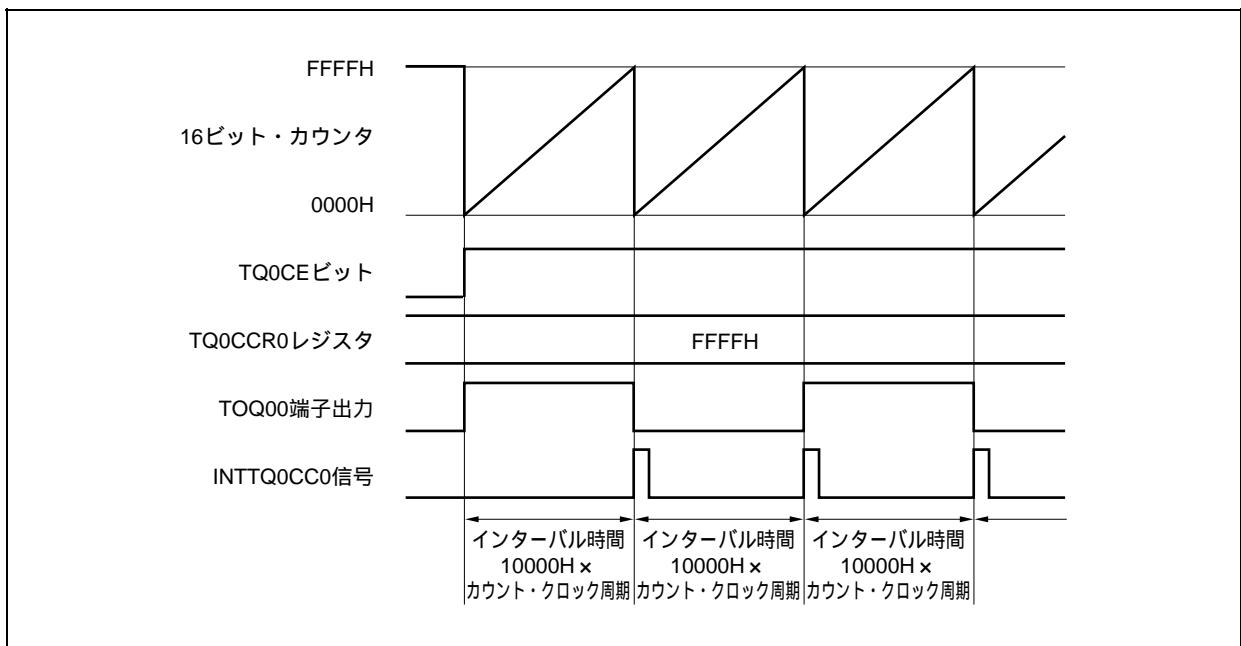 FFFFH
16ビット・カウンタ
0000H
TQ0CEビット
TQ0CCR0レジスタ
FFFFH
TOQ00端子出力
INTTQ0CC0信号
インターバル時間
10000H ×
カウント・クロック周期
インターバル時間
10000H ×
カウント・クロック周期
インターバル時間
10000H ×
カウント・クロック周期